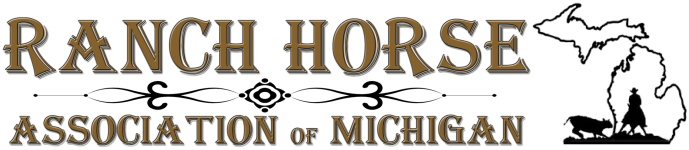 RANCH HORSE
ASSOCIATION OF MICHIGAN